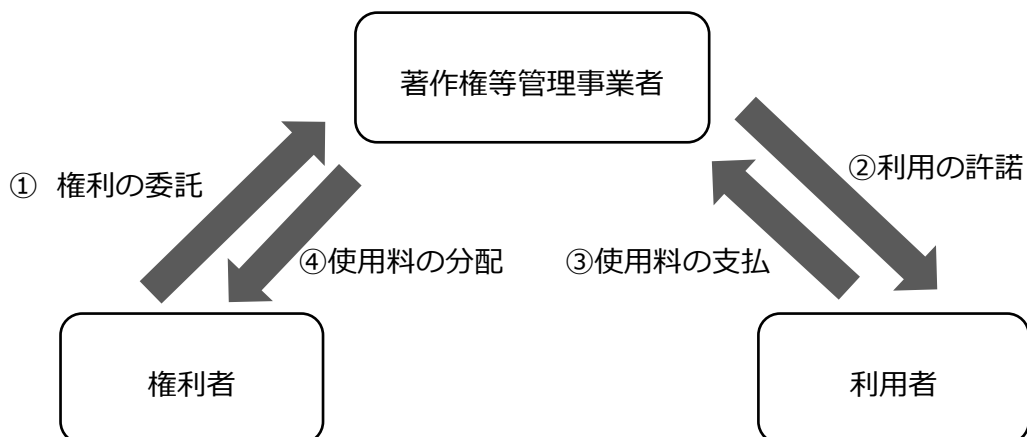 著作権等管理事業者
① 権利の委託
②利用の許諾
④使用料の分配
③使用料の支払
権利者
利用者